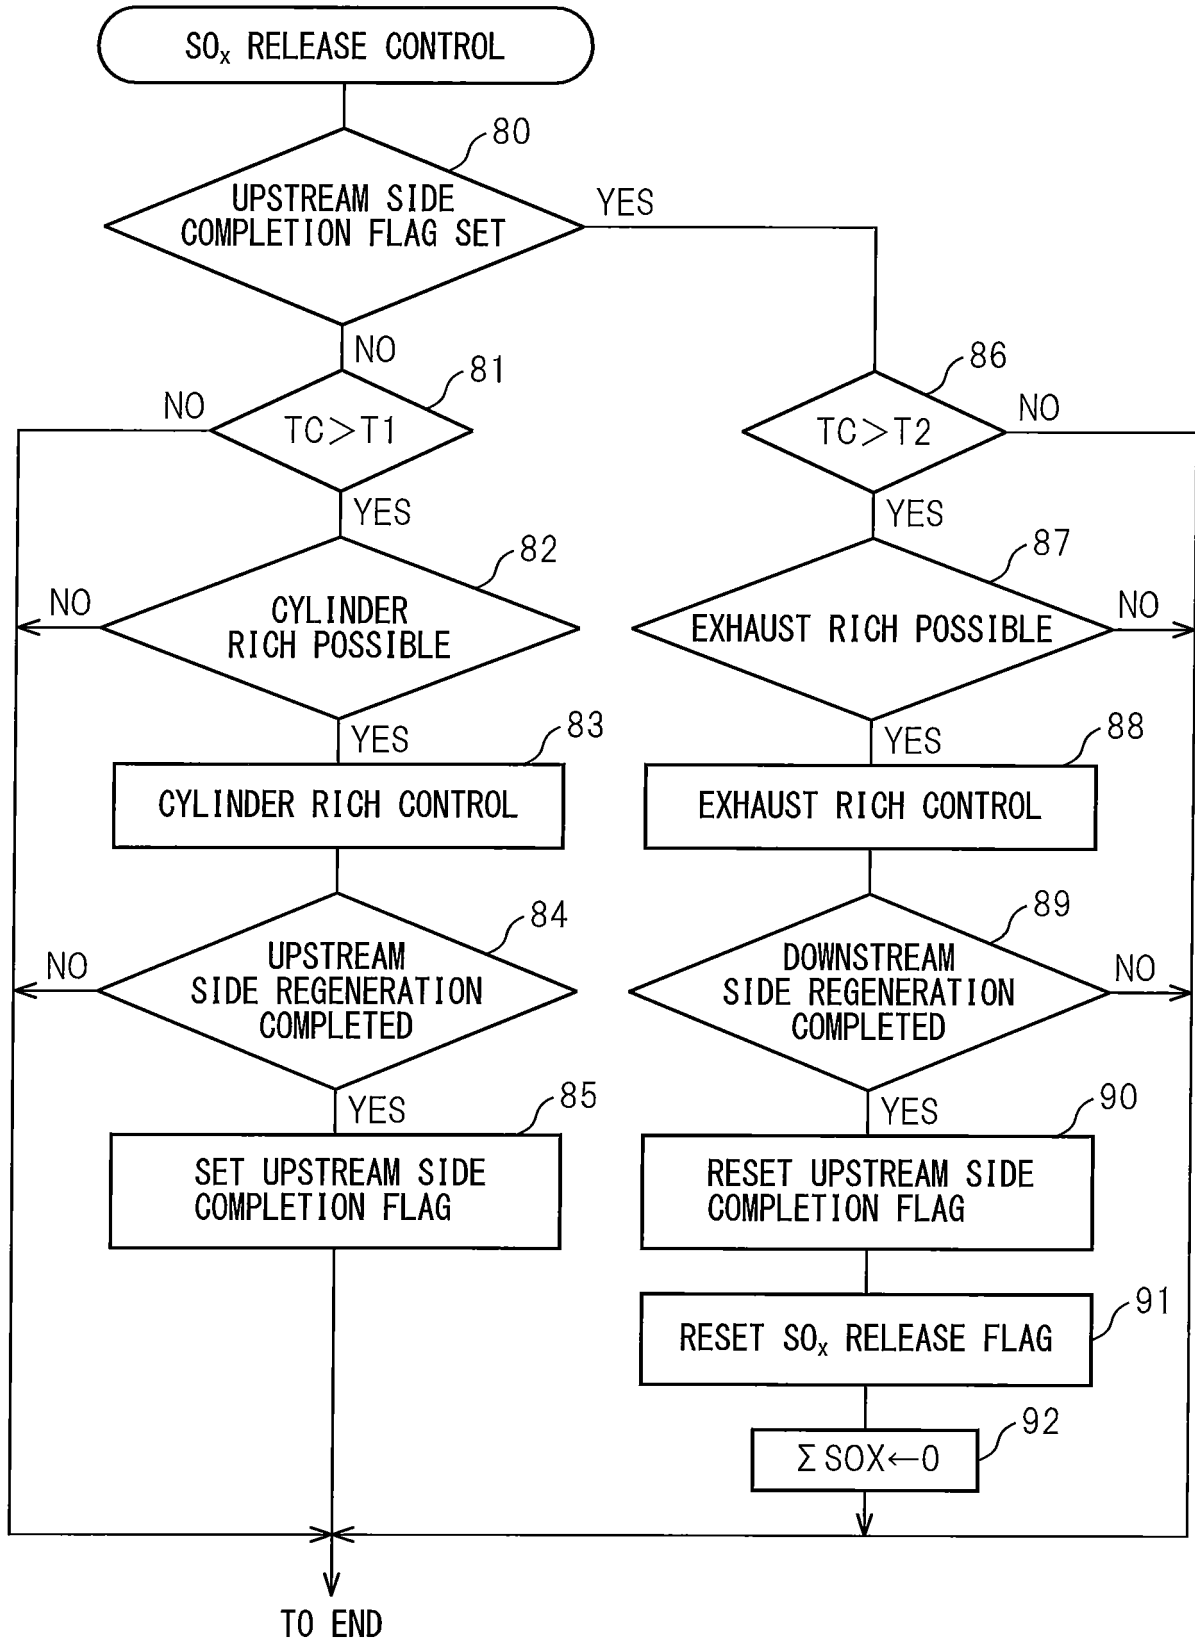 SOx RELEASE CONTROL
80
UPSTREAM SIDE
COMPLETION FLAG SET
YES
NO
81
NO
TC>T1
YES
82
NO
CYLINDER
RICH POSSIBLE
YES
83
CYLINDER RICH CONTROL
84
NO
UPSTREAM
SIDE REGENERATION
COMPLETED
YES
85
SET UPSTREAM SIDE
COMPLETION FLAG
86
NO
TC>T2
YES
87
NO
EXHAUST RICH POSSIBLE
YES
88
EXHAUST RICH CONTROL
89
NO
DOWNSTREAM
SIDE REGENERATION
COMPLETED
YES
90
RESET UPSTREAM SIDE
COMPLETION FLAG
91
RESET SOx RELEASE FLAG
92
ΣSOX←0
TO END